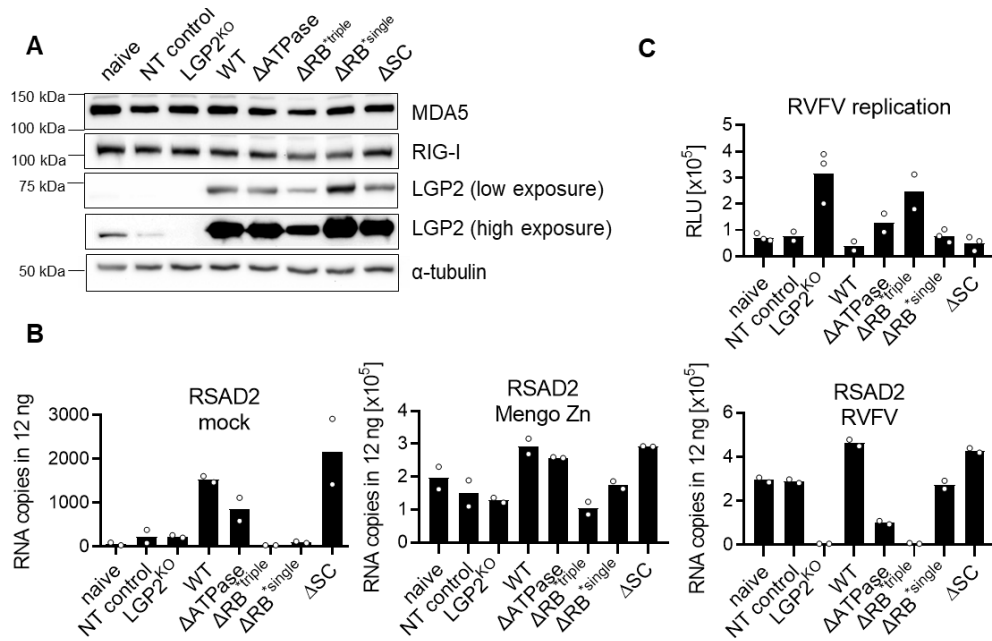 A
naive
NT control
LGP2KO
WT
ΔATPase
ΔRB*triple
ΔRB*single
ΔSC
150 kDa
MDA5
100 kDa
RIG-I
100 kDa
75 kDa
LGP2 (low exposure)
LGP2 (high exposure)
50 kDa
α-tubulin
C
RVFV replication
RLU [x10⁵]
5
4
3
2
1
0
naive
NT control
LGP2KO
WT
ΔATPase
ΔRB*triple
ΔRB*single
ΔSC
B
RSAD2
mock
RNA copies in 12 ng
3000
2000
1000
0
naive
NT control
LGP2KO
WT
ΔATPase
ΔRB*triple
ΔRB*single
ΔSC
RSAD2
Mengo Zn
RNA copies in 12 ng [x10⁵]
4
3
2
1
0
naive
NT control
LGP2KO
WT
ΔATPase
ΔRB*triple
ΔRB*single
ΔSC
RSAD2
RVFV
RNA copies in 12 ng [x10⁵]
6
4
2
0
naive
NT control
LGP2KO
WT
ΔATPase
ΔRB*triple
ΔRB*single
ΔSC